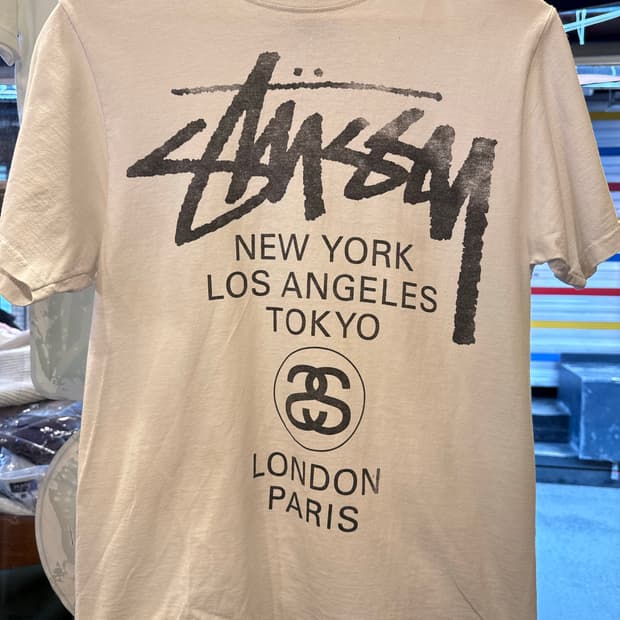 Stüssy
NEW YORK
LOS ANGELES
TOKYO
SS
LONDON
PARIS